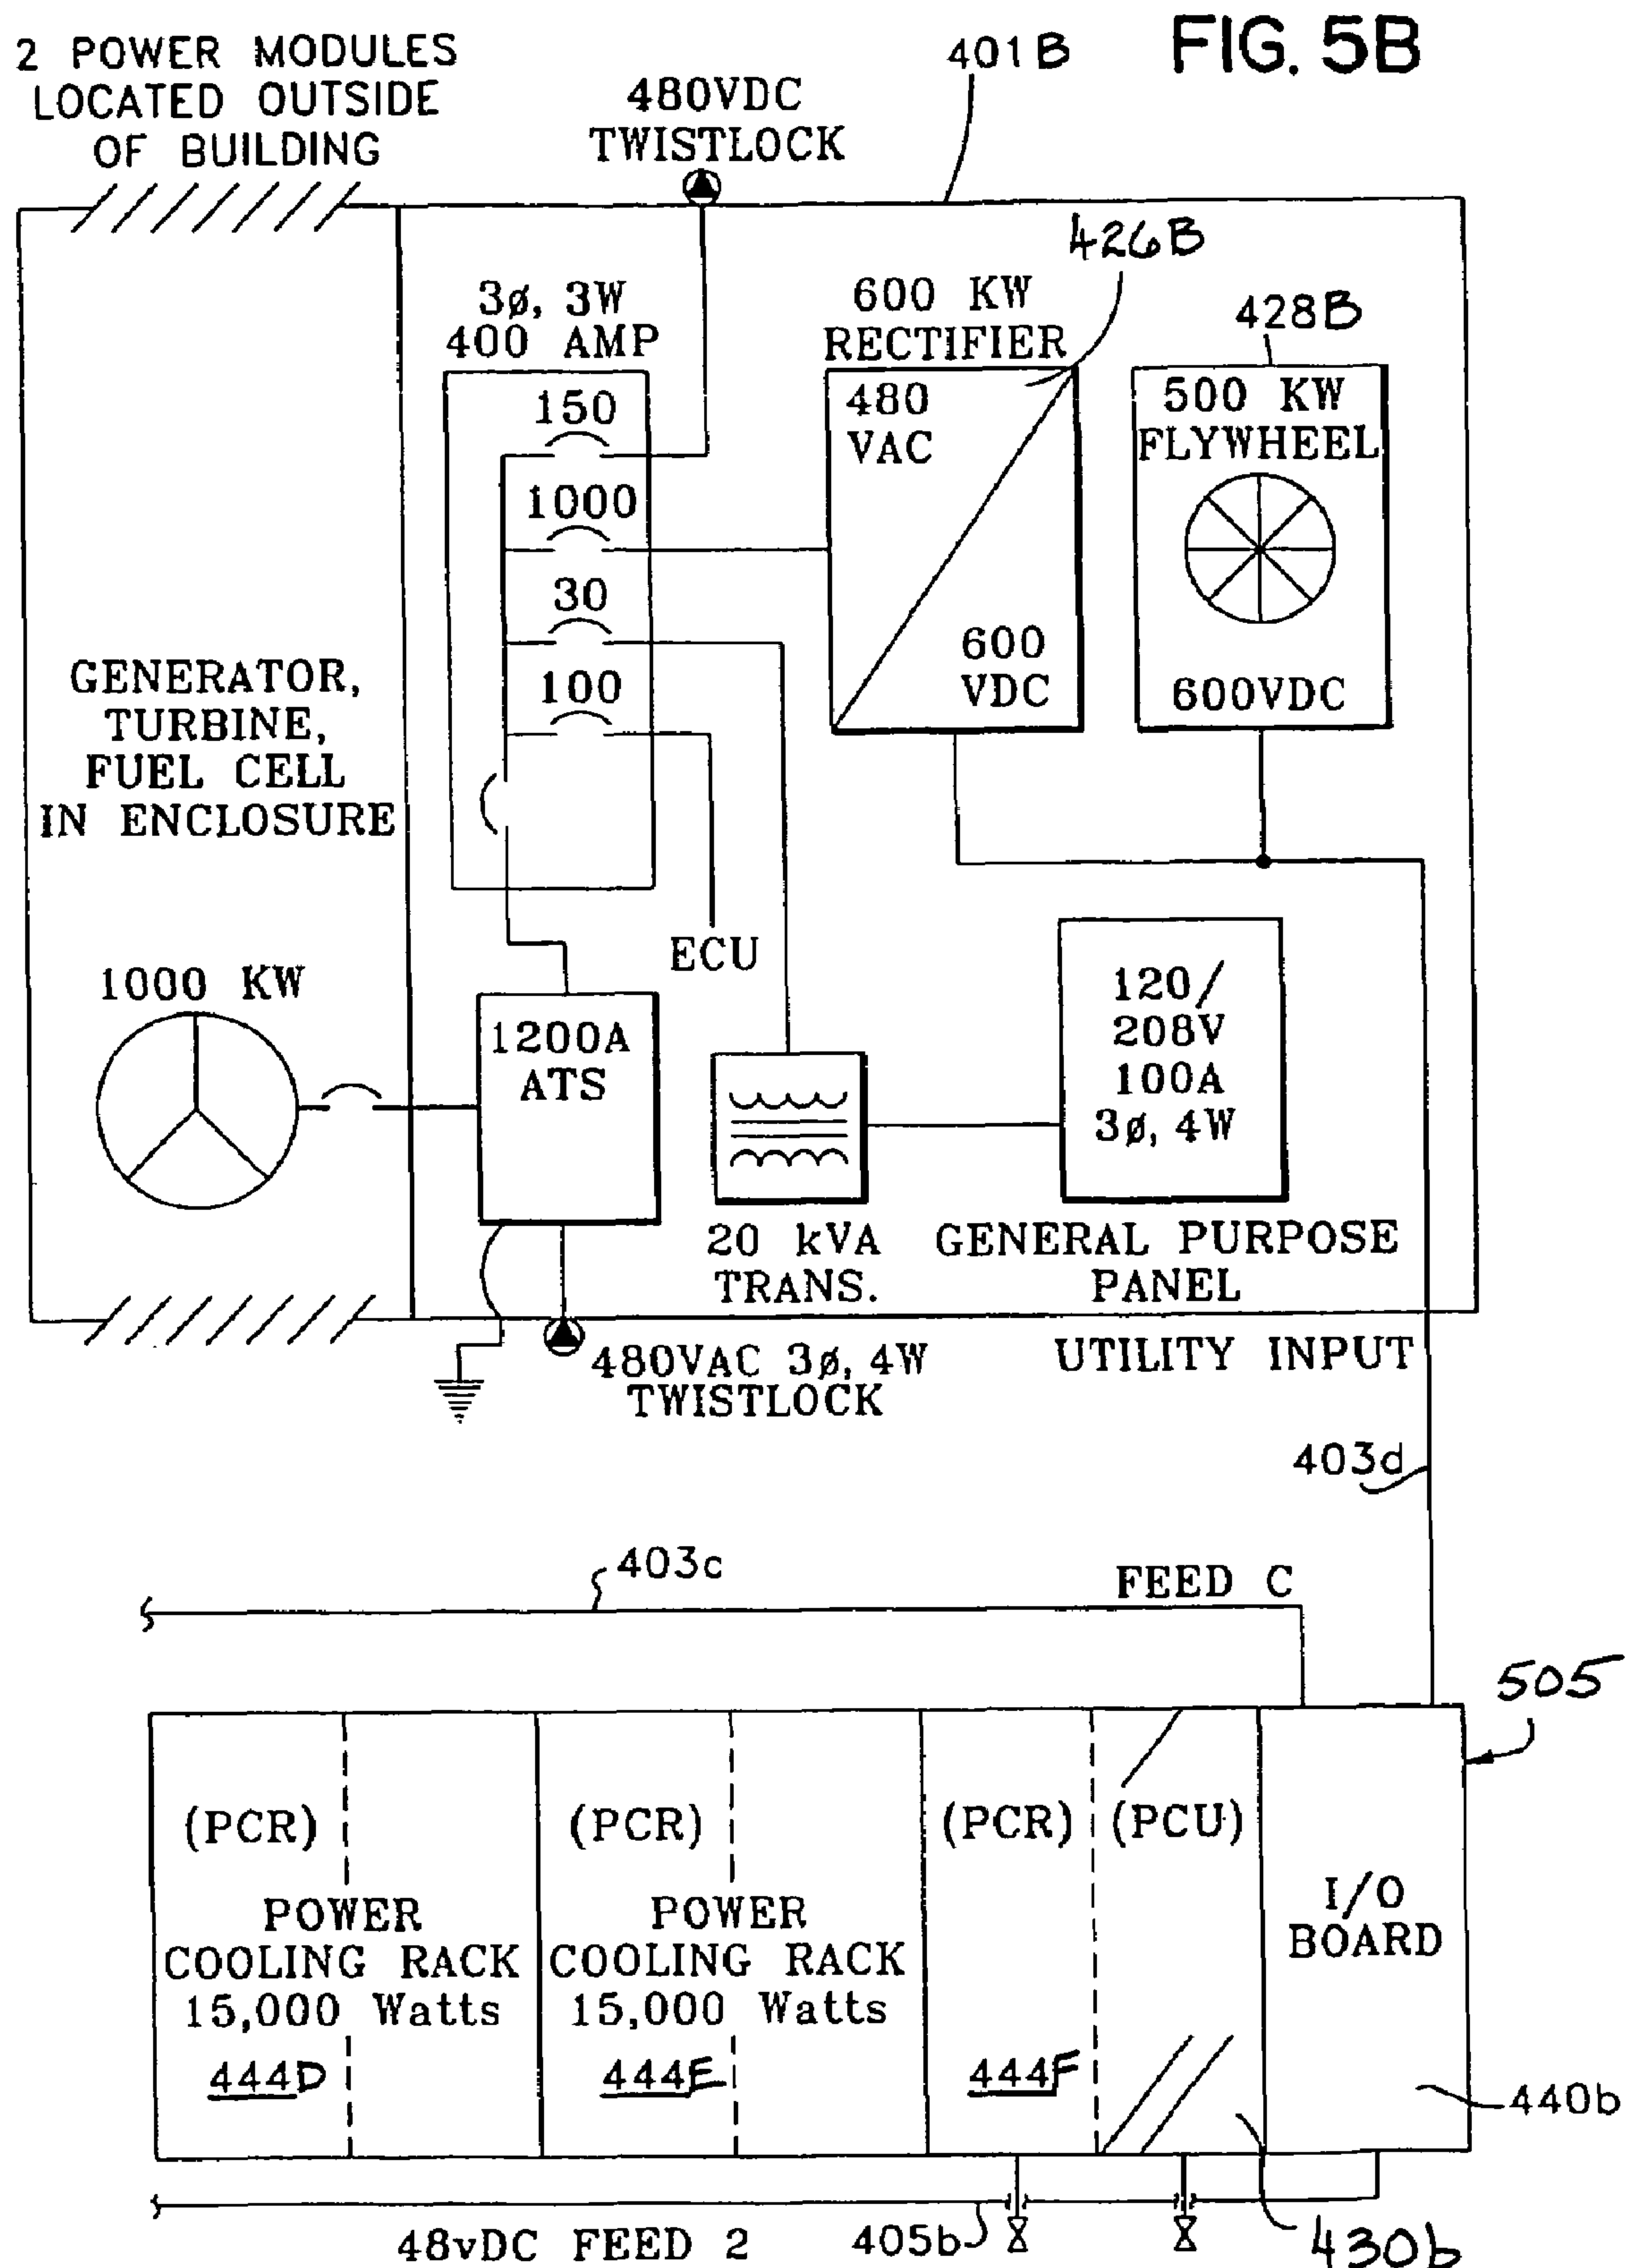 FIG. 5B
2 POWER MODULES
LOCATED OUTSIDE
OF BUILDING
480VDC
TWISTLOCK
401B
426B
3ø, 3W
400 AMP
150
1000
30
100
600 KW
RECTIFIER
480
VAC
600
VDC
428B
500 KW
FLYWHEEL
600VDC
GENERATOR,
TURBINE,
FUEL CELL
IN ENCLOSURE
ECU
1000 KW
1200A
ATS
120/
208V
100A
3ø, 4W
20 kVA
TRANS.
GENERAL PURPOSE
PANEL
480VAC 3ø, 4W
TWISTLOCK
UTILITY INPUT
403d
403c
FEED C
505
(PCR)
POWER
COOLING RACK
15,000 Watts
444D
(PCR)
POWER
COOLING RACK
15,000 Watts
444E
(PCR)
444F
(PCU)
I/O
BOARD
440b
48vDC FEED 2
405b
430b